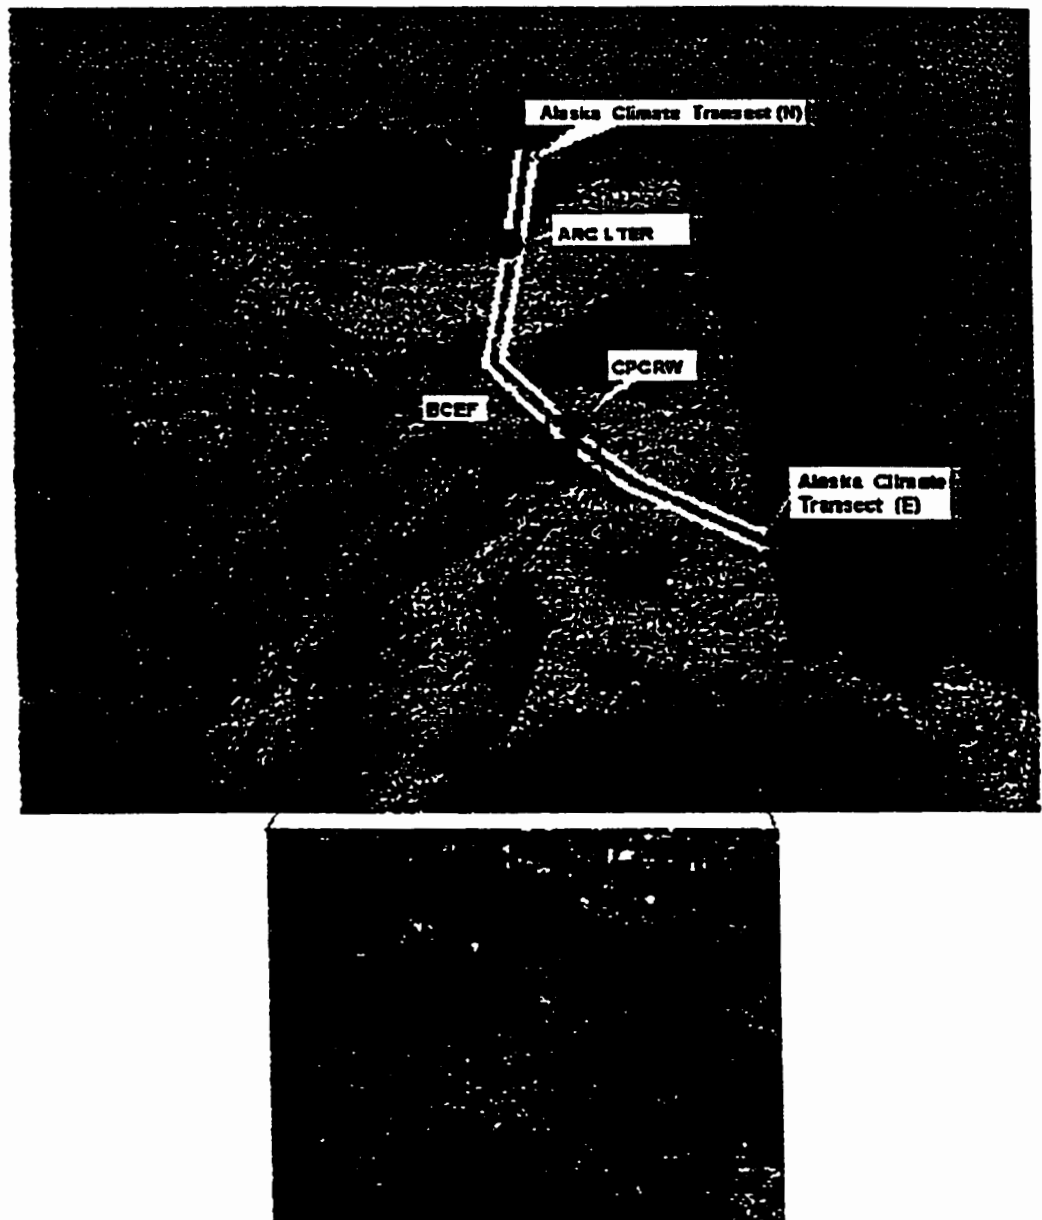 Alaska Climate Transect (N)
ARC LTER
CPCRW
BCEF
Alaska Climate
Transect (E)